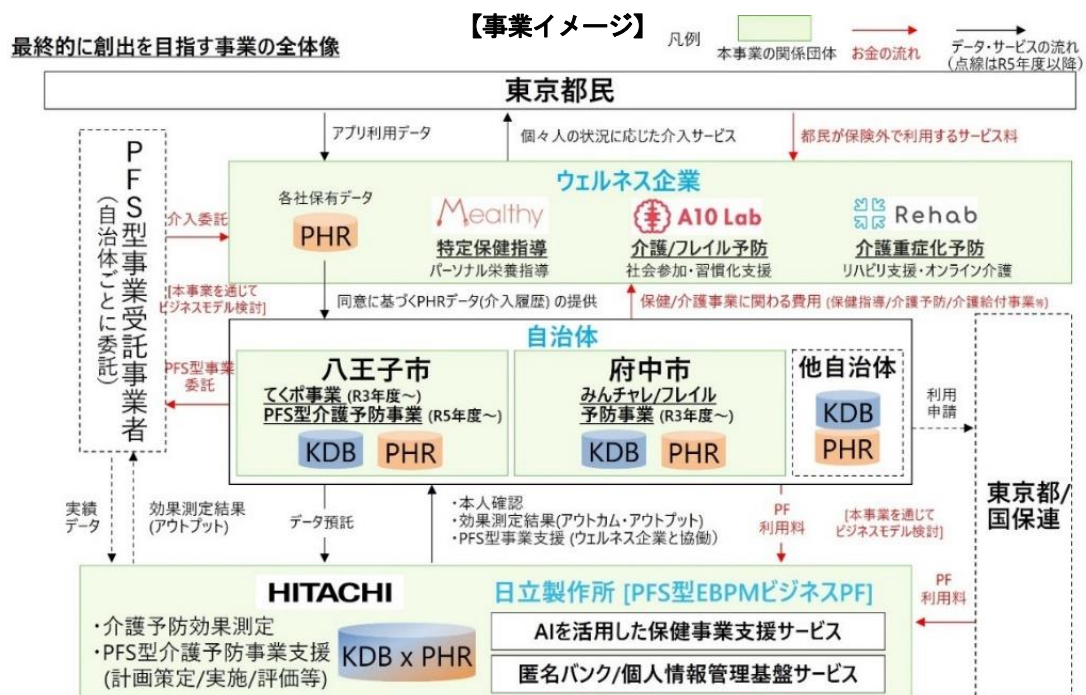 【事業イメージ】
最終的に創出を目指す事業の全体像
凡例
本事業の関係団体
お金の流れ
データ・サービスの流れ
(点線はR5年度以降)
東京都民
アプリ利用データ
個々人の状況に応じた介入サービス
都民が保険外で利用するサービス料
PFS型事業受託事業者
(自治体ごとに委託)
介入委託
[本事業を通じて
ビジネスモデル検討]
PFS型事業
委託
ウェルネス企業
各社保有データ
PHR
Mealthy
特定保健指導
パーソナル栄養指導
A10 Lab
介護/フレイル予防
社会参加・習慣化支援
Rehab
介護重症化予防
リハビリ支援・オンライン介護
同意に基づくPHRデータ(介入履歴) の提供
保健/介護事業に関わる費用 (保健指導/介護予防/介護給付事業等)
自治体
八王子市
てくポ事業 (R3年度~)
PFS型介護予防事業 (R5年度~)
KDB
PHR
府中市
みんチャレ/フレイル
予防事業 (R3年度~)
KDB
PHR
他自治体
KDB
PHR
利用
申請
東京都/
国保連
実績
データ
効果測定結果
(アウトプット)
データ預託
・本人確認
・効果測定結果(アウトカム・アウトプット)
・PFS型事業支援 (ウェルネス企業と協働)
PF
利用料
[本事業を通じて
ビジネスモデル検討]
PF
利用料
HITACHI
日立製作所 [PFS型EBPMビジネスPF]
・介護予防効果測定
・PFS型介護予防事業支援
(計画策定/実施/評価等)
KDB x PHR
AIを活用した保健事業支援サービス
匿名バンク/個人情報管理基盤サービス